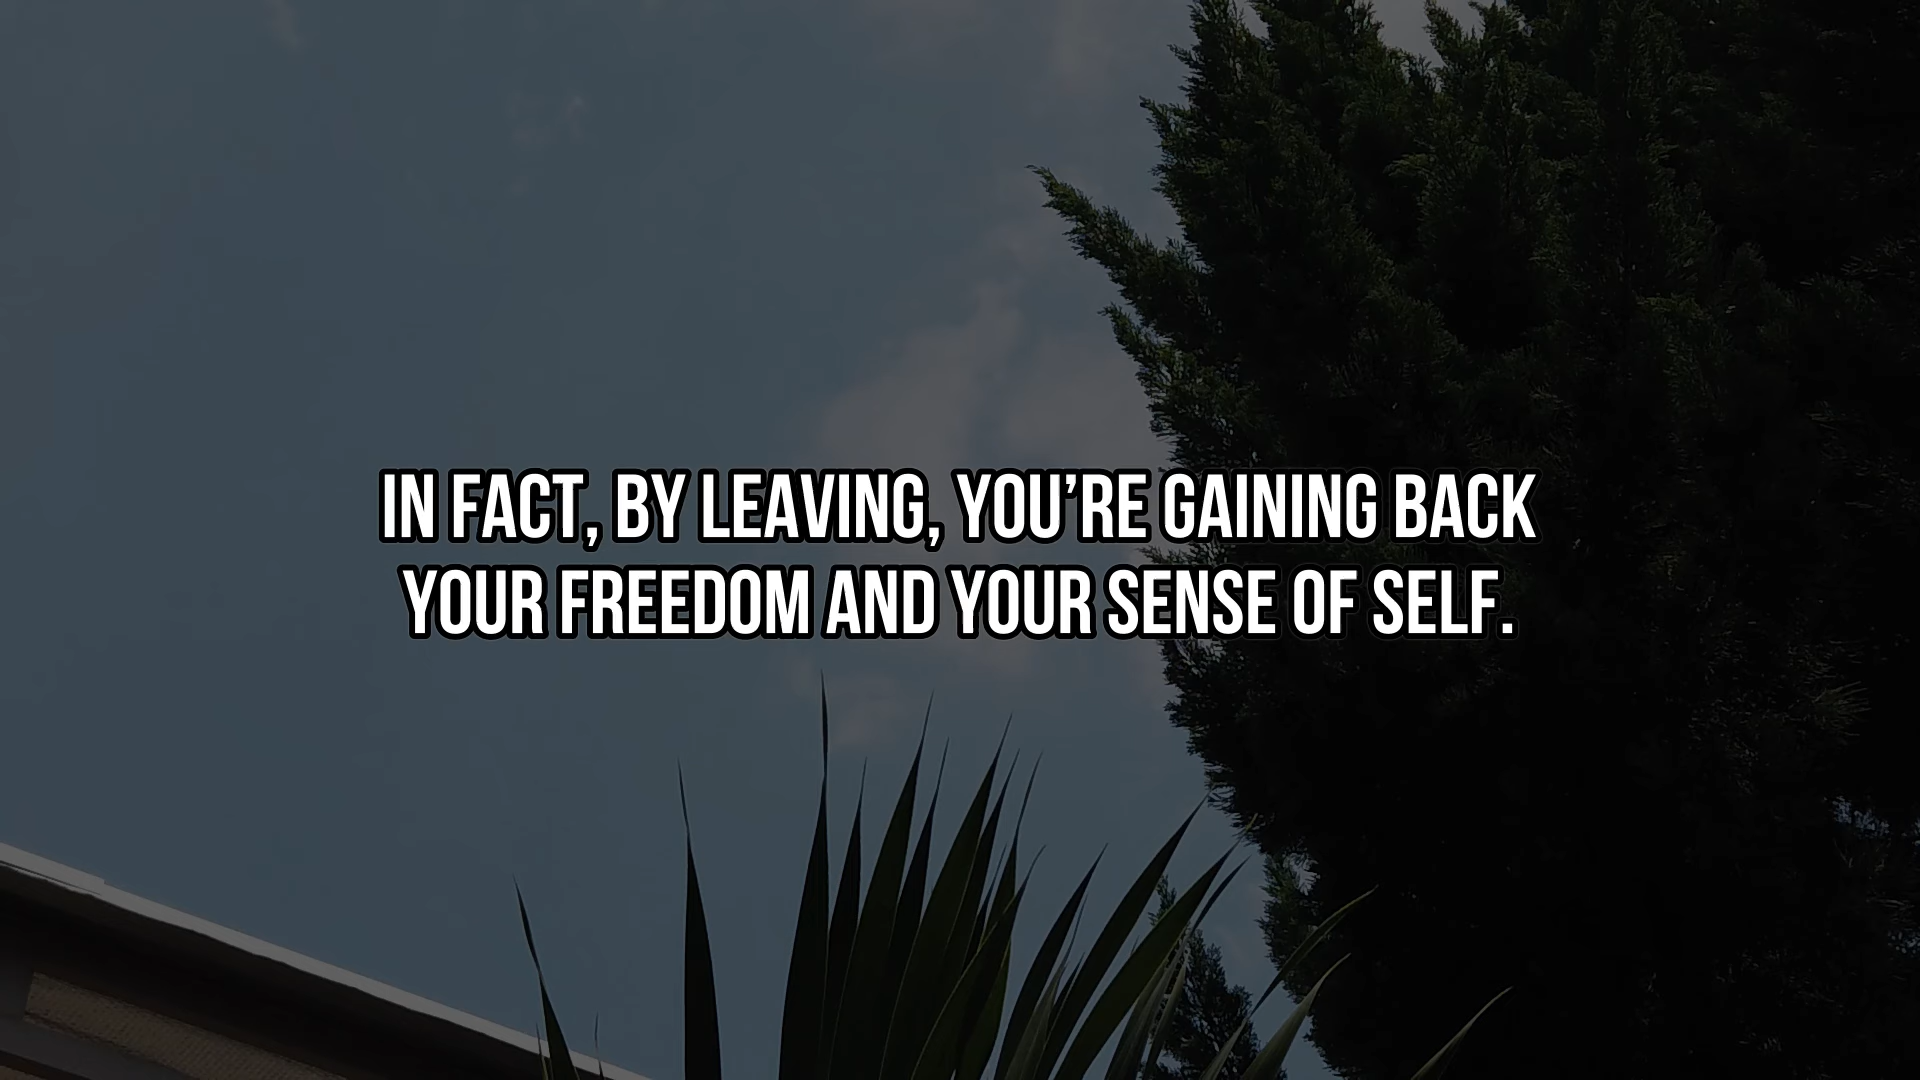 IN FACT, BY LEAVING, YOU’RE GAINING BACK
YOUR FREEDOM AND YOUR SENSE OF SELF.